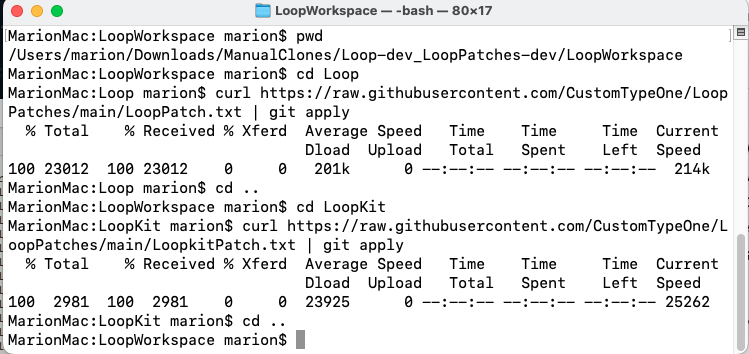 LoopWorkspace — -bash — 80×17
[MarionMac:LoopWorkspace marion$ pwd                                              ]
/Users/marion/Downloads/ManualClones/Loop-dev_LoopPatches-dev/LoopWorkspace
MarionMac:LoopWorkspace marion$ cd Loop
MarionMac:Loop marion$ curl https://raw.githubusercontent.com/CustomTypeOne/Loop
Patches/main/LoopPatch.txt | git apply
  % Total    % Received % Xferd  Average Speed   Time    Time     Time  Current
                                 Dload  Upload   Total   Spent    Left  Speed
100 23012  100 23012    0     0   201k      0 --:--:-- --:--:-- --:--:--  214k
MarionMac:Loop marion$ cd ..
MarionMac:LoopWorkspace marion$ cd LoopKit
MarionMac:LoopKit marion$ curl https://raw.githubusercontent.com/CustomTypeOne/L
oopPatches/main/LoopkitPatch.txt | git apply
  % Total    % Received % Xferd  Average Speed   Time    Time     Time  Current
                                 Dload  Upload   Total   Spent    Left  Speed
100  2981  100  2981    0     0  23925      0 --:--:-- --:--:-- --:--:-- 25262
MarionMac:LoopKit marion$ cd ..
MarionMac:LoopWorkspace marion$